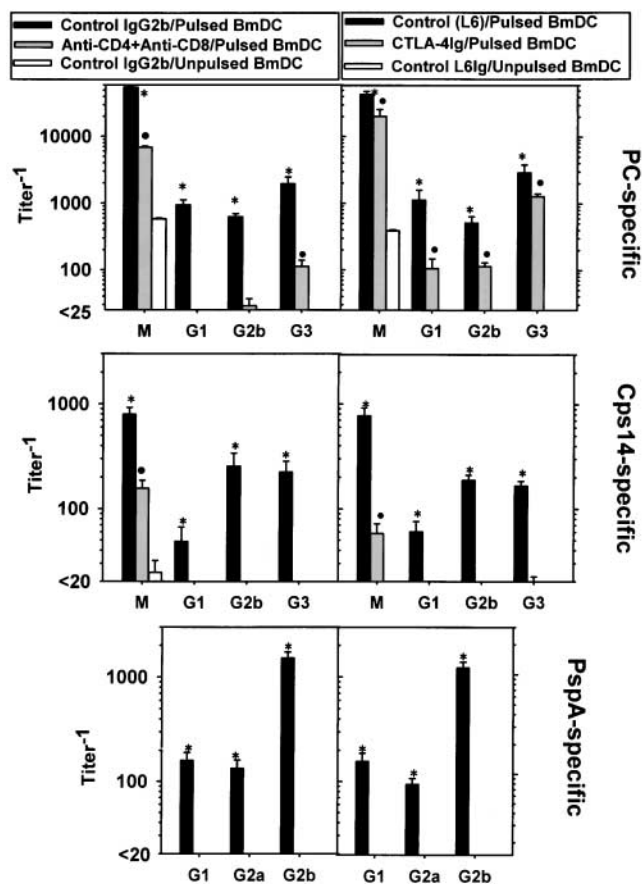 Control IgG2b/Pulsed BmDC
Anti-CD4+Anti-CD8/Pulsed BmDC
Control IgG2b/Unpulsed BmDC
Control (L6)/Pulsed BmDC
CTLA-4Ig/Pulsed BmDC
Control L6Ig/Unpulsed BmDC
Titer-1
10000
1000
100
<25
* • * * * •
* • * • * • * •
M G1 G2b G3
M G1 G2b G3
PC-specific
Titer-1
1000
100
<20
* • * * *
* • * * *
M G1 G2b G3
M G1 G2b G3
Cps14-specific
Titer-1
1000
100
<20
* * *
* * *
G1 G2a G2b
G1 G2a G2b
PspA-specific